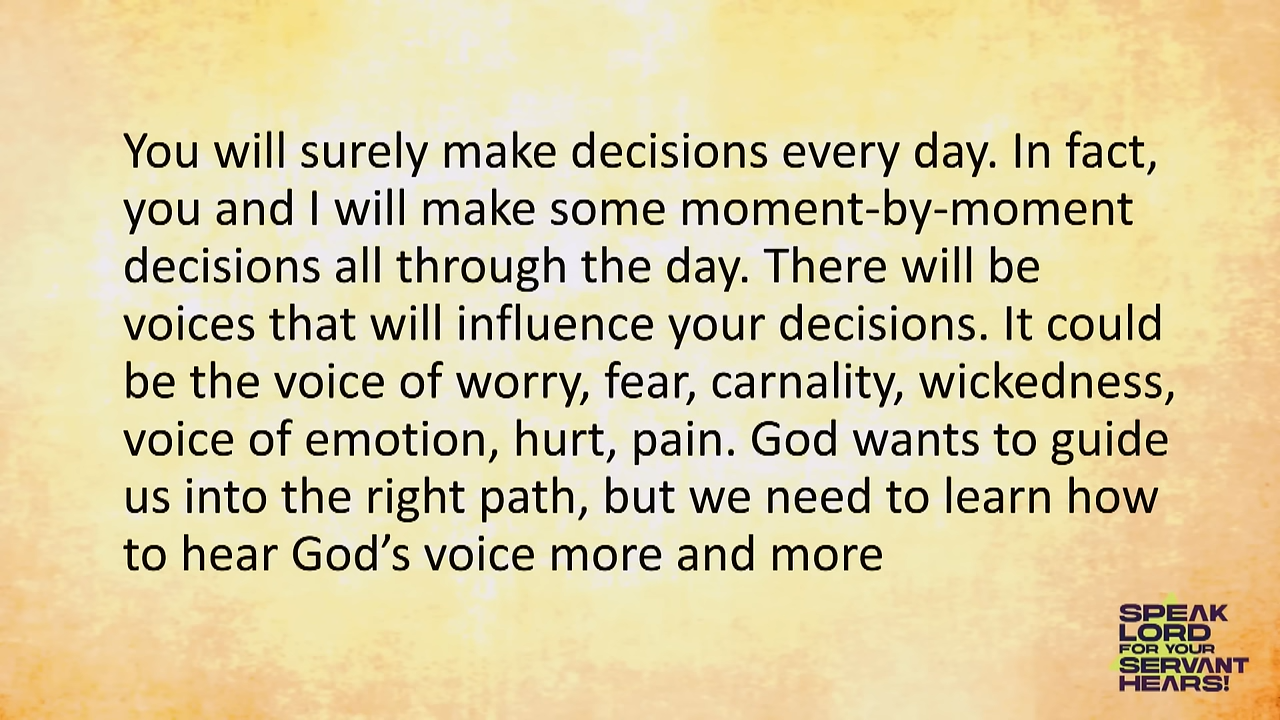 You will surely make decisions every day. In fact,
you and I will make some moment-by-moment
decisions all through the day. There will be
voices that will influence your decisions. It could
be the voice of worry, fear, carnality, wickedness,
voice of emotion, hurt, pain. God wants to guide
us into the right path, but we need to learn how
to hear God’s voice more and more
SPEAK
LORD
FOR YOUR
SERVANT
HEARS!